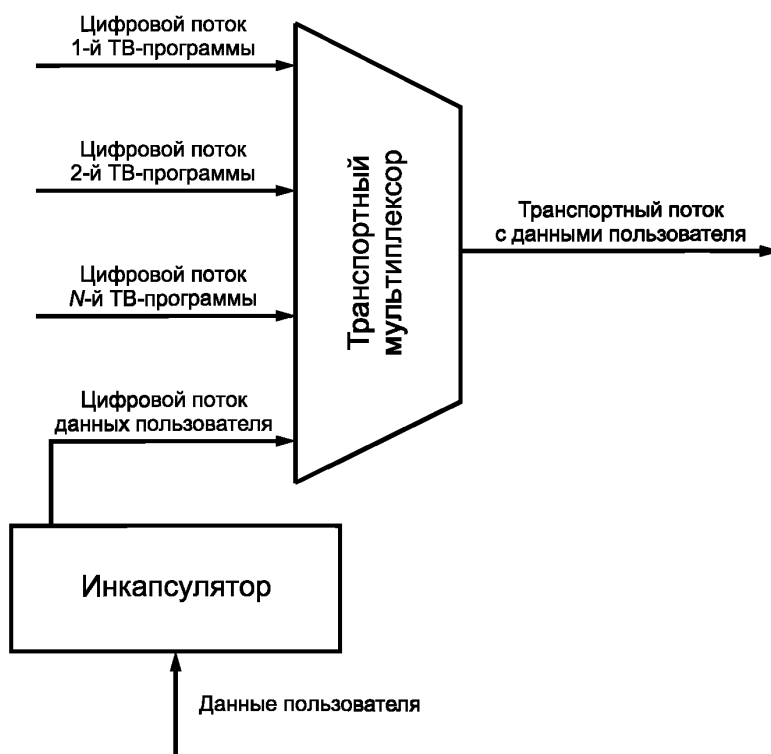 Цифровой поток
1-й ТВ-программы
Цифровой поток
2-й ТВ-программы
Цифровой поток
N-й ТВ-программы
Цифровой поток
данных пользователя
Транспортный
мультиплексор
Транспортный поток
с данными пользователя
Инкапсулятор
Данные пользователя